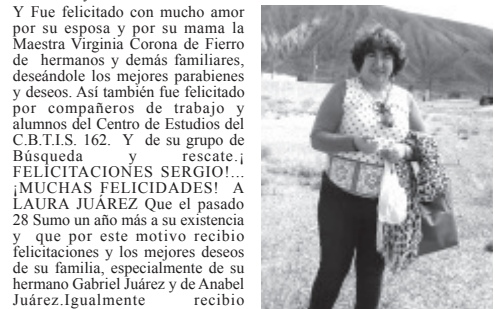 Y Fue felicitado con mucho amor
por su esposa y por su mama la
Maestra Virginia Corona de Fierro
de hermanos y demás familiares,
deseándole los mejores parabienes
y deseos. Así también fue felicitado
por compañeros de trabajo y
alumnos del Centro de Estudios del
C.B.T.I.S. 162. Y de su grupo de
Búsqueda y rescate.¡
FELICITACIONES SERGIO!...
¡MUCHAS FELICIDADES! A
LAURA JUÁREZ Que el pasado
28 Sumo un año más a su existencia
y que por este motivo recibio
felicitaciones y los mejores deseos
de su familia, especialmente de su
hermano Gabriel Juárez y de Anabel
Juárez.Igualmente recibio